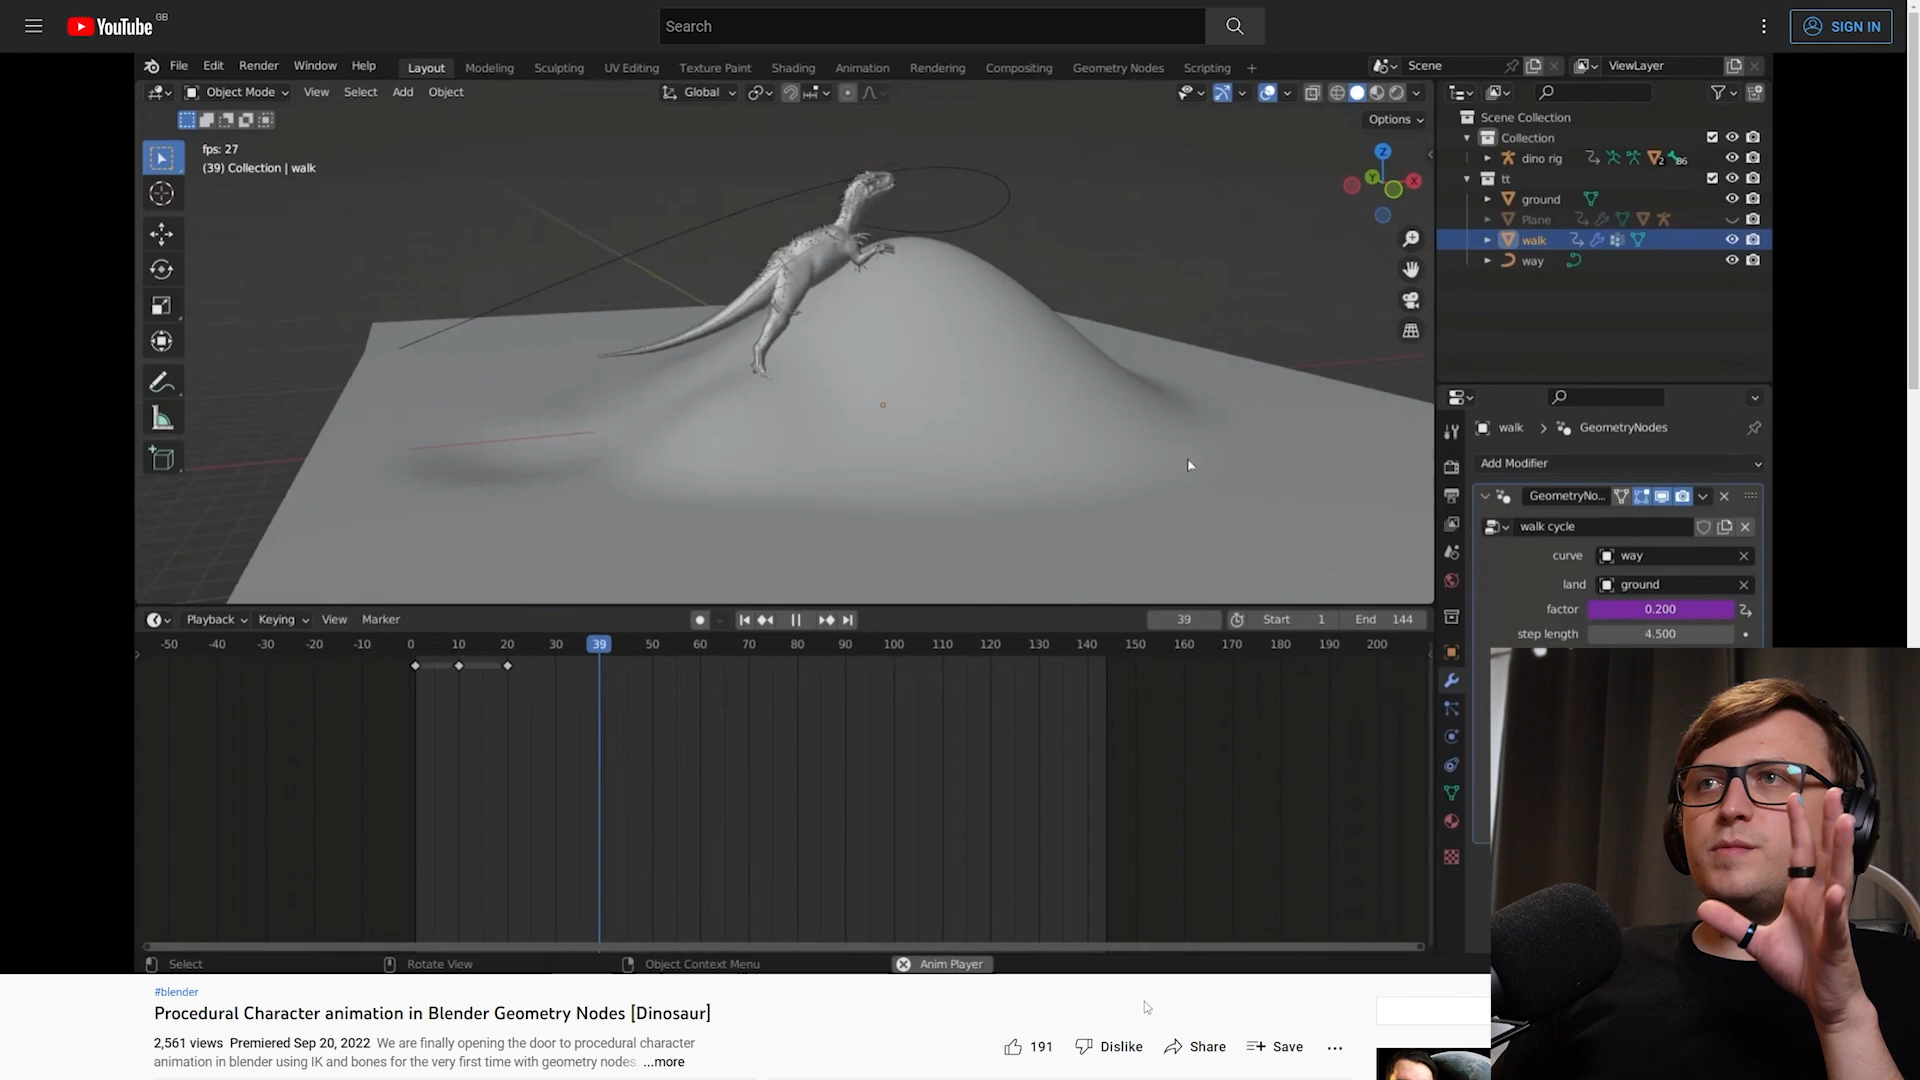 YouTube GB
Search
SIGN IN
File Edit Render Window Help
Layout Modeling Sculpting UV Editing Texture Paint Shading Animation Rendering Compositing Geometry Nodes Scripting +
Scene
ViewLayer
Object Mode View Select Add Object
Global
Options
fps: 27
(39) Collection | walk
Z
Y
X
Scene Collection
Collection
dino rig
2
86
tt
ground
Plane
walk
way
walk > GeometryNodes
Add Modifier
GeometryNo...
walk cycle
curve way
land ground
factor 0.200
step length 4.500
Playback Keying View Marker
39
Start 1
End 144
-50 -40 -30 -20 -10 0 10 20 30 39 50 60 70 80 90 100 110 120 130 140 150 160 170 180 190 200
Select
Rotate View
Object Context Menu
Anim Player
#blender
Procedural Character animation in Blender Geometry Nodes [Dinosaur]
2,561 views Premiered Sep 20, 2022 We are finally opening the door to procedural character
animation in blender using IK and bones for the very first time with geometry nodes. ...more
191
Dislike
Share
Save